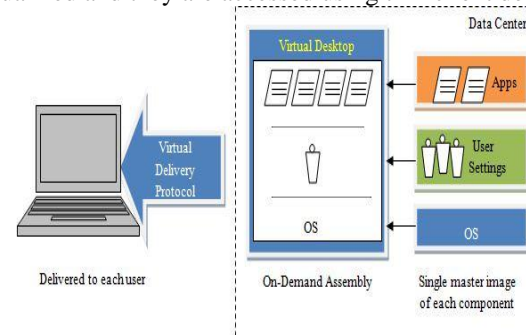 Data Center
Virtual Desktop
Apps
User
Settings
OS
OS
Virtual
Delivery
Protocol
Delivered to each user
On-Demand Assembly
Single master image
of each component